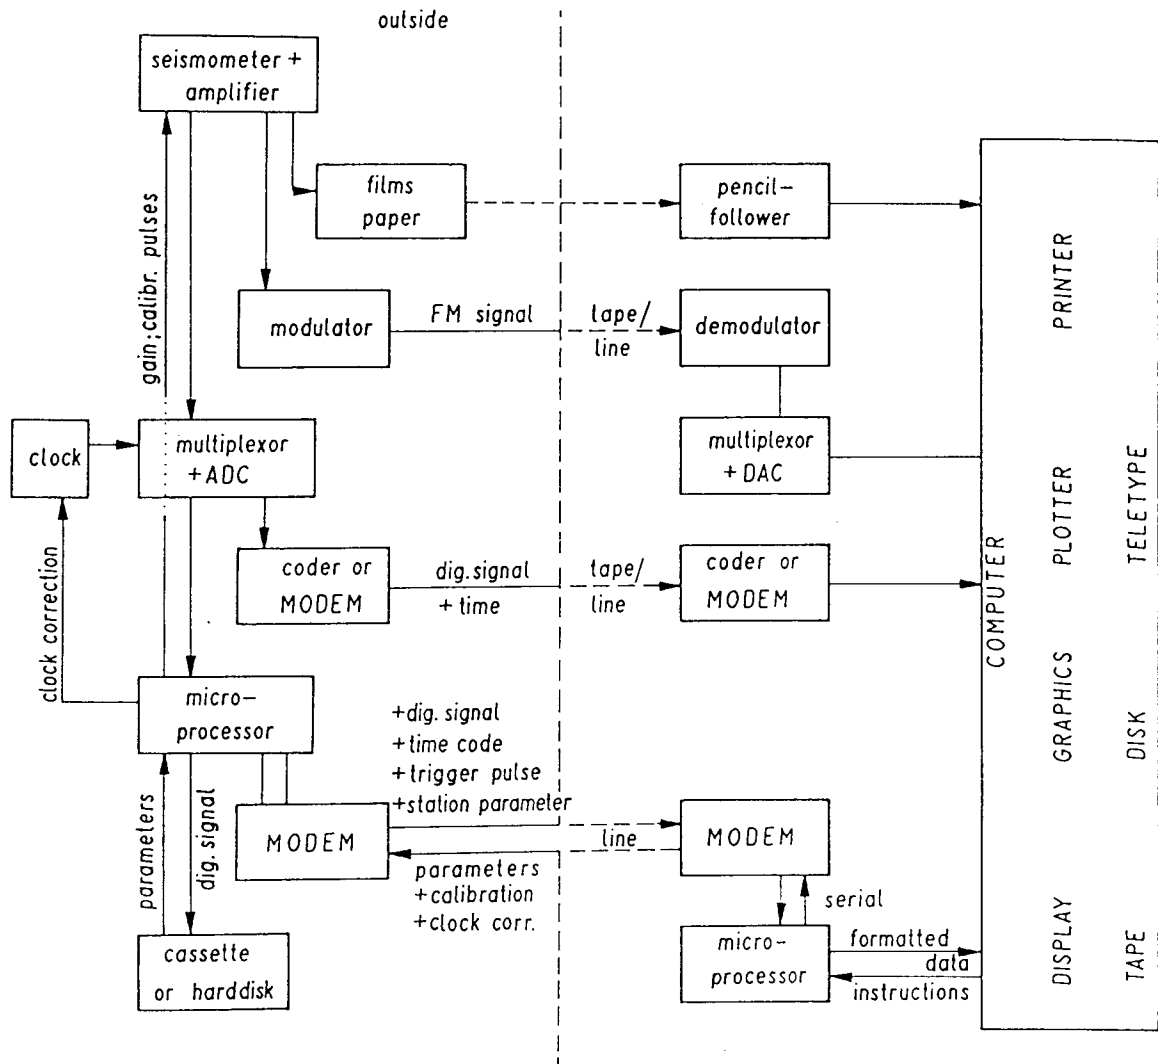 outside
seismometer +
amplifier
films
paper
pencil-
follower
gain; calibr. pulses
modulator
FM signal
tape/
line
demodulator
PRINTER
clock
multiplexor
+ ADC
multiplexor
+ DAC
clock correction
coder or
MODEM
dig. signal
+ time
tape/
line
coder or
MODEM
COMPUTER
PLOTTER
TELETYPE
micro-
processor
+dig. signal
+time code
+trigger pulse
+station parameter
GRAPHICS
DISK
parameters
dig. signal
MODEM
line
MODEM
parameters
+calibration
+clock corr.
serial
cassette
or harddisk
micro-
processor
formatted
data
instructions
DISPLAY
TAPE